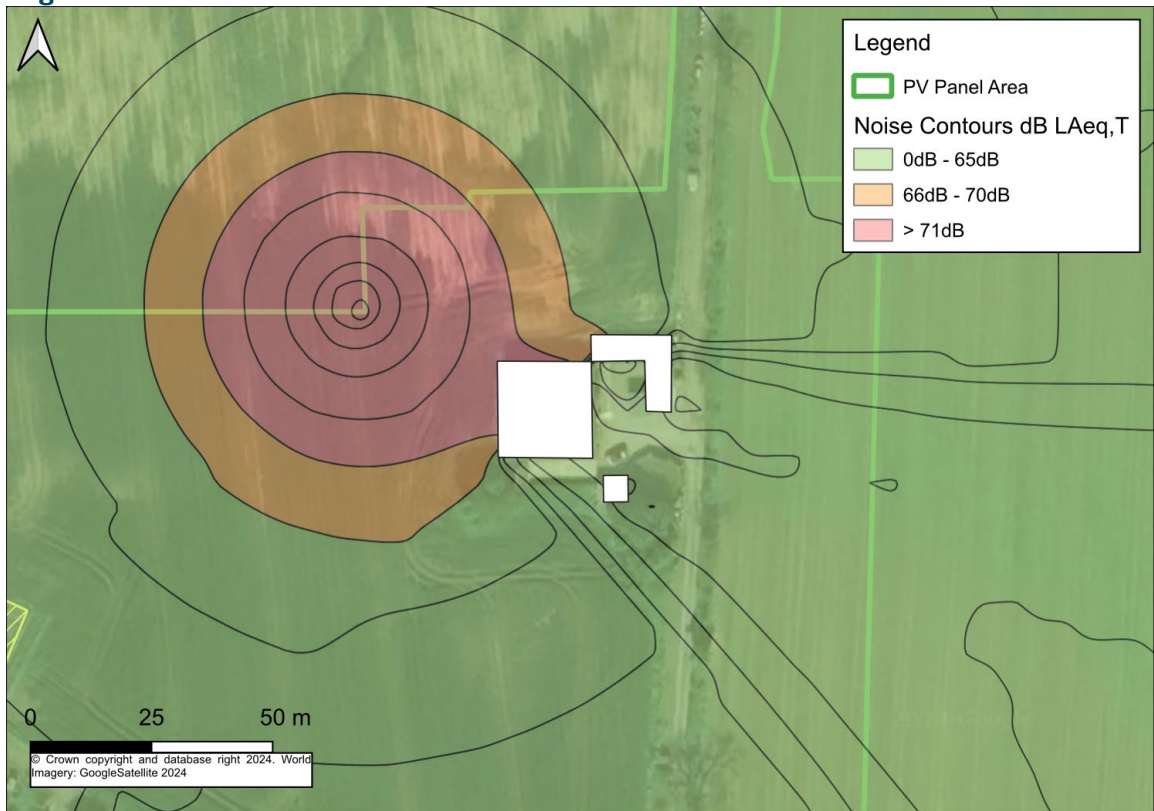 Legend
PV Panel Area
Noise Contours dB LAeq,T
0dB - 65dB
66dB - 70dB
> 71dB
0 25 50 m
© Crown copyright and database right 2024. World
Imagery: GoogleSatellite 2024